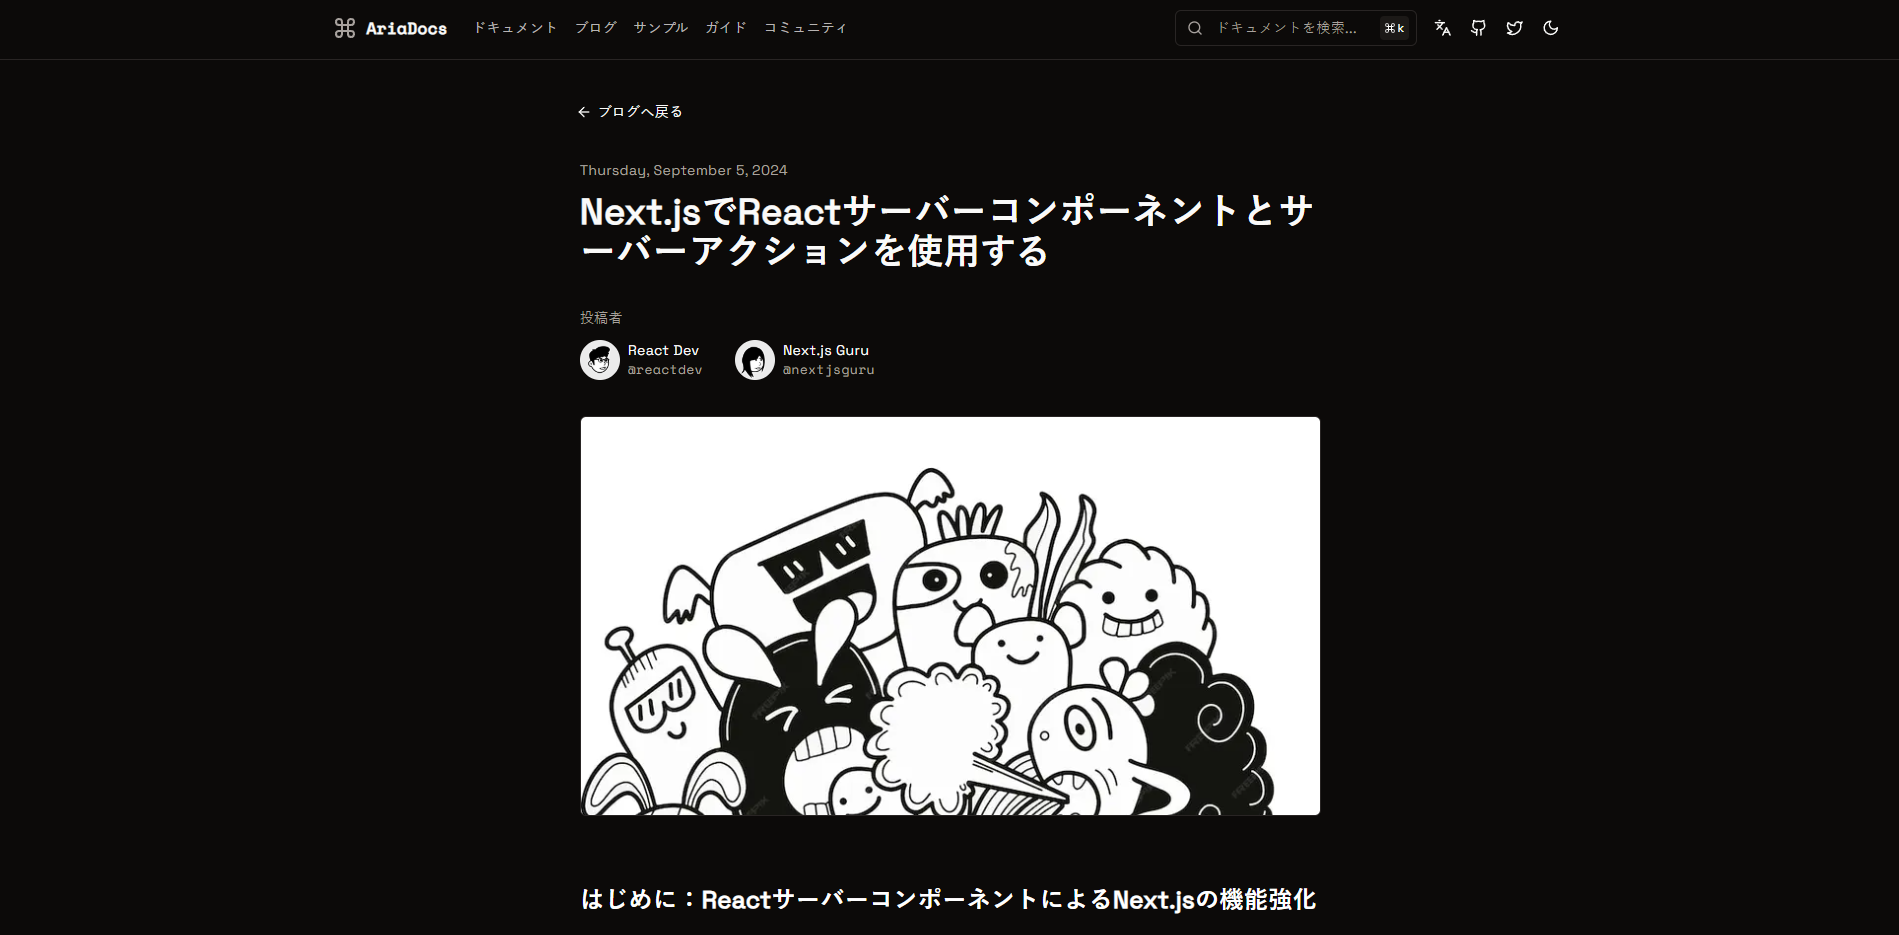 AriaDocs
ドキュメント ブログ サンプル ガイド コミュニティ
ドキュメントを検索... ⌘k
ブログへ戻る
Thursday, September 5, 2024
Next.jsでReactサーバーコンポーネントとサ
ーバーアクションを使用する
投稿者
React Dev
@reactdev
Next.js Guru
@nextjsguru
はじめに：ReactサーバーコンポーネントによるNext.jsの機能強化